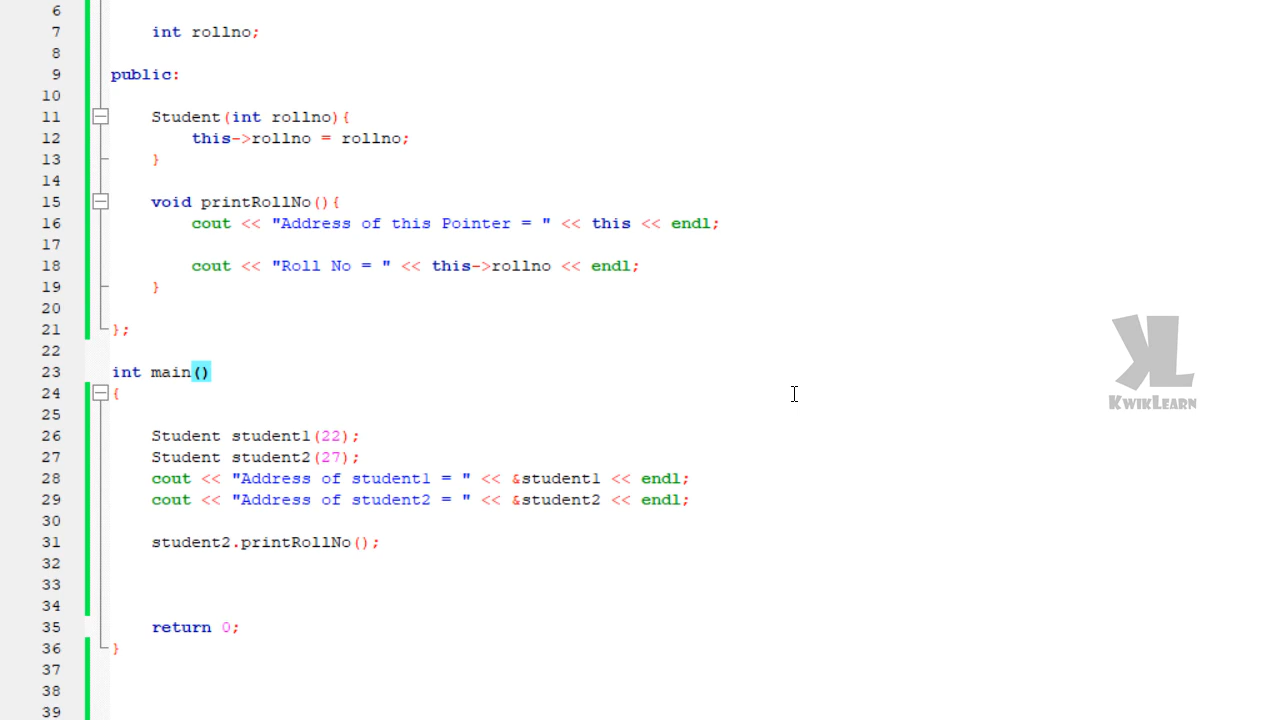 6
7 int rollno;
8
9 public:
10
11 Student(int rollno){
12 this->rollno = rollno;
13 }
14
15 void printRollNo(){
16 cout << "Address of this Pointer = " << this << endl;
17
18 cout << "Roll No = " << this->rollno << endl;
19 }
20
21 };
22
23 int main()
24 {
25
26 Student student1(22);
27 Student student2(27);
28 cout << "Address of student1 = " << &student1 << endl;
29 cout << "Address of student2 = " << &student2 << endl;
30
31 student2.printRollNo();
32
33
34
35 return 0;
36 }
37
38
39
KL
KWIKLEARN